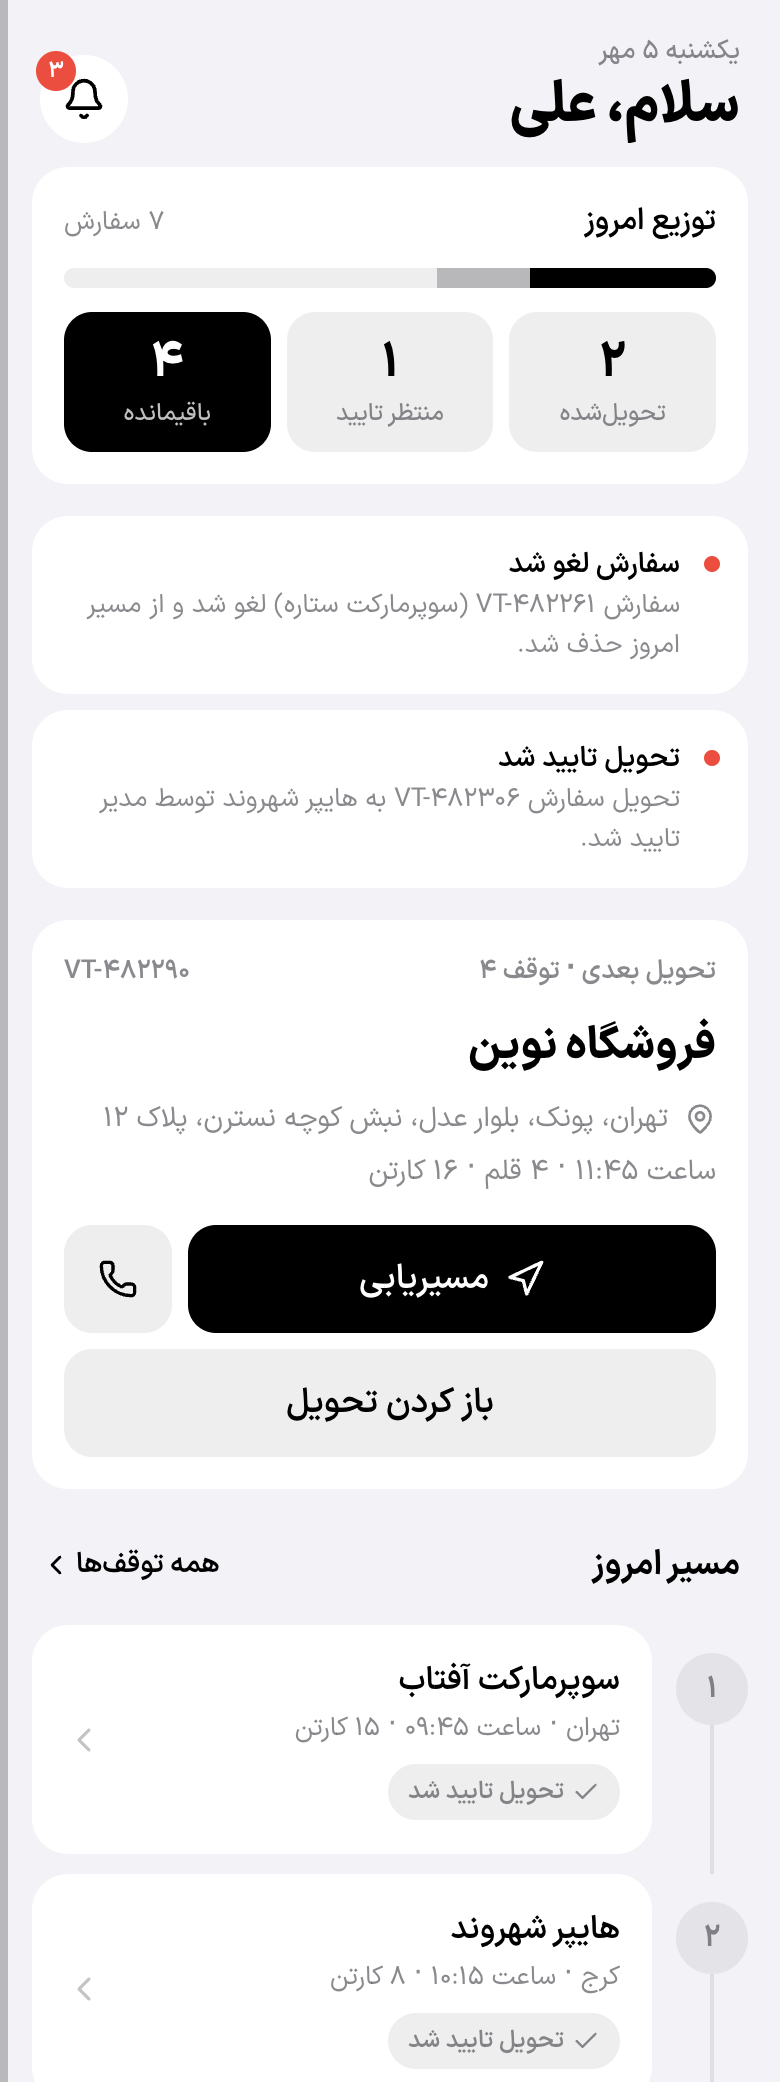 یکشنبه ۵ مهر
سلام، علی
۳
توزیع امروز
۷ سفارش
۲
تحویل‌شده
۱
منتظر تایید
۴
باقیمانده
سفارش لغو شد
سفارش VT-۴۸۲۲۶۱ (سوپرمارکت ستاره) لغو شد و از مسیر
امروز حذف شد.
تحویل تایید شد
تحویل سفارش VT-۴۸۲۳۰۶ به هایپر شهروند توسط مدیر
تایید شد.
تحویل بعدی · توقف ۴
VT-۴۸۲۲۹۰
فروشگاه نوین
تهران، پونک، بلوار عدل، نبش کوچه نسترن، پلاک ۱۲
ساعت ۱۱:۴۵ · ۴ قلم · ۱۶ کارتن
مسیریابی
باز کردن تحویل
مسیر امروز
همه توقف‌ها
۱
سوپرمارکت آفتاب
تهران · ساعت ۰۹:۴۵ · ۱۵ کارتن
تحویل تایید شد
۲
هایپر شهروند
کرج · ساعت ۱۰:۱۵ · ۸ کارتن
تحویل تایید شد